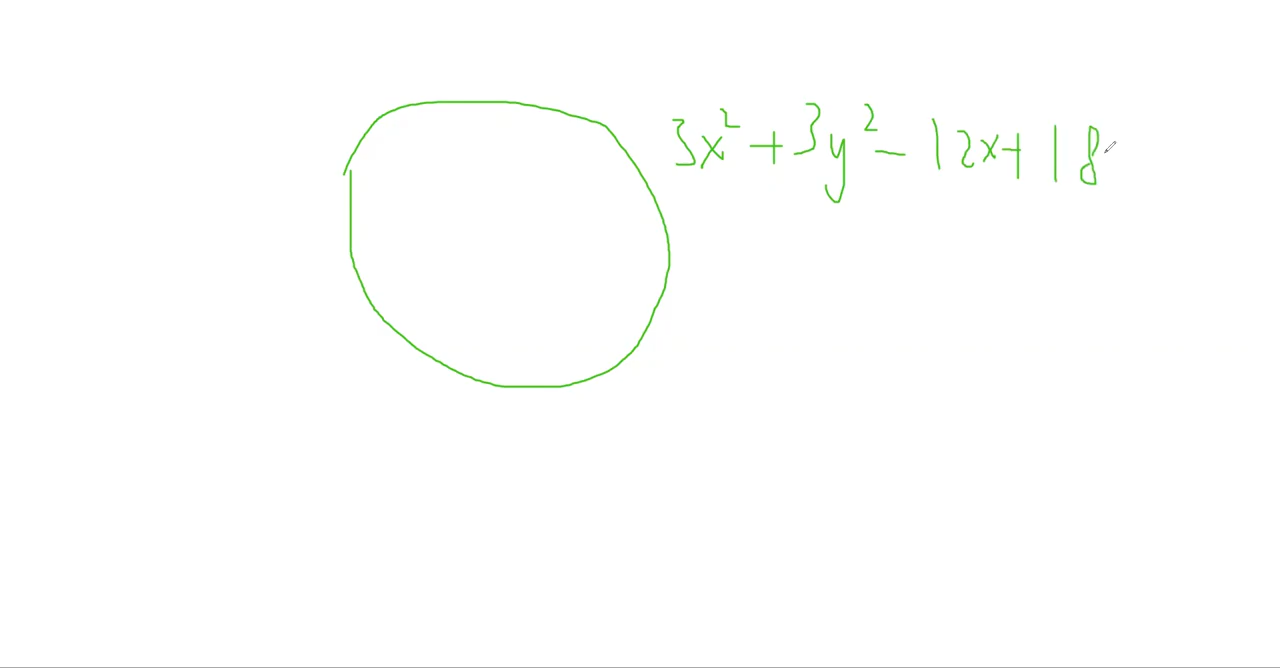 3x² + 3y² - 12x + 18